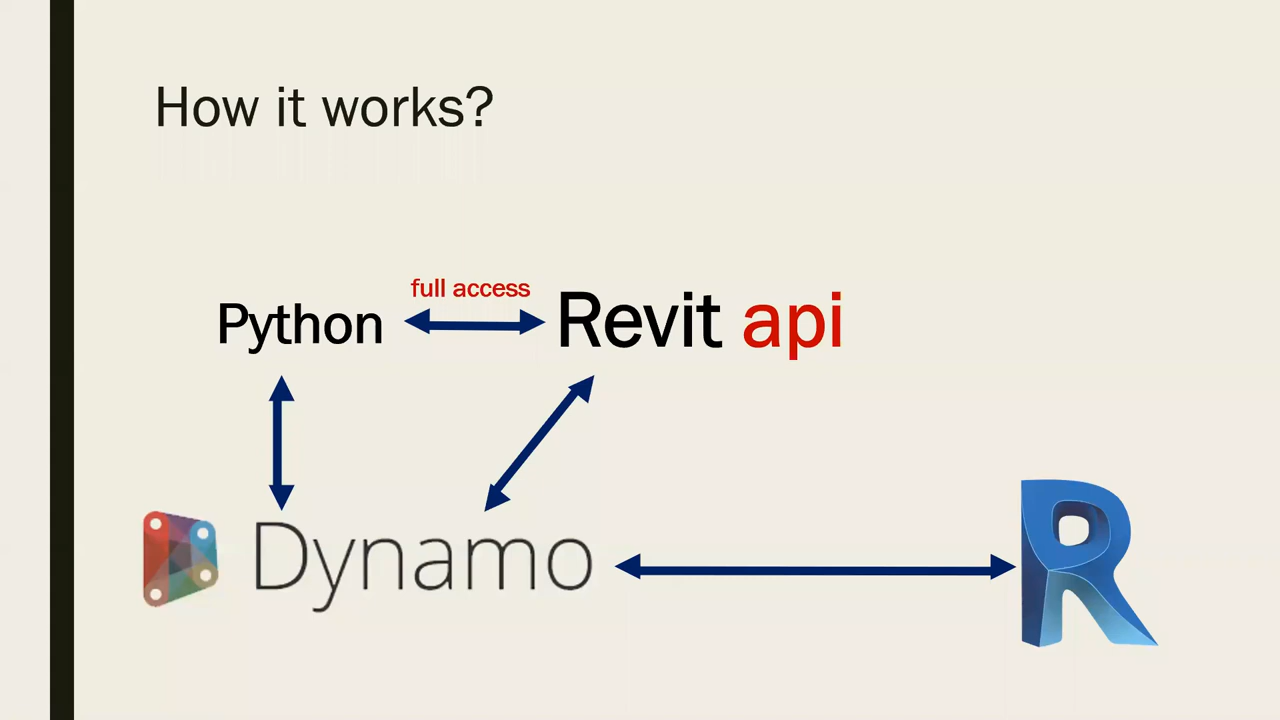 How it works?
full access
Python
Revit api
Dynamo
R